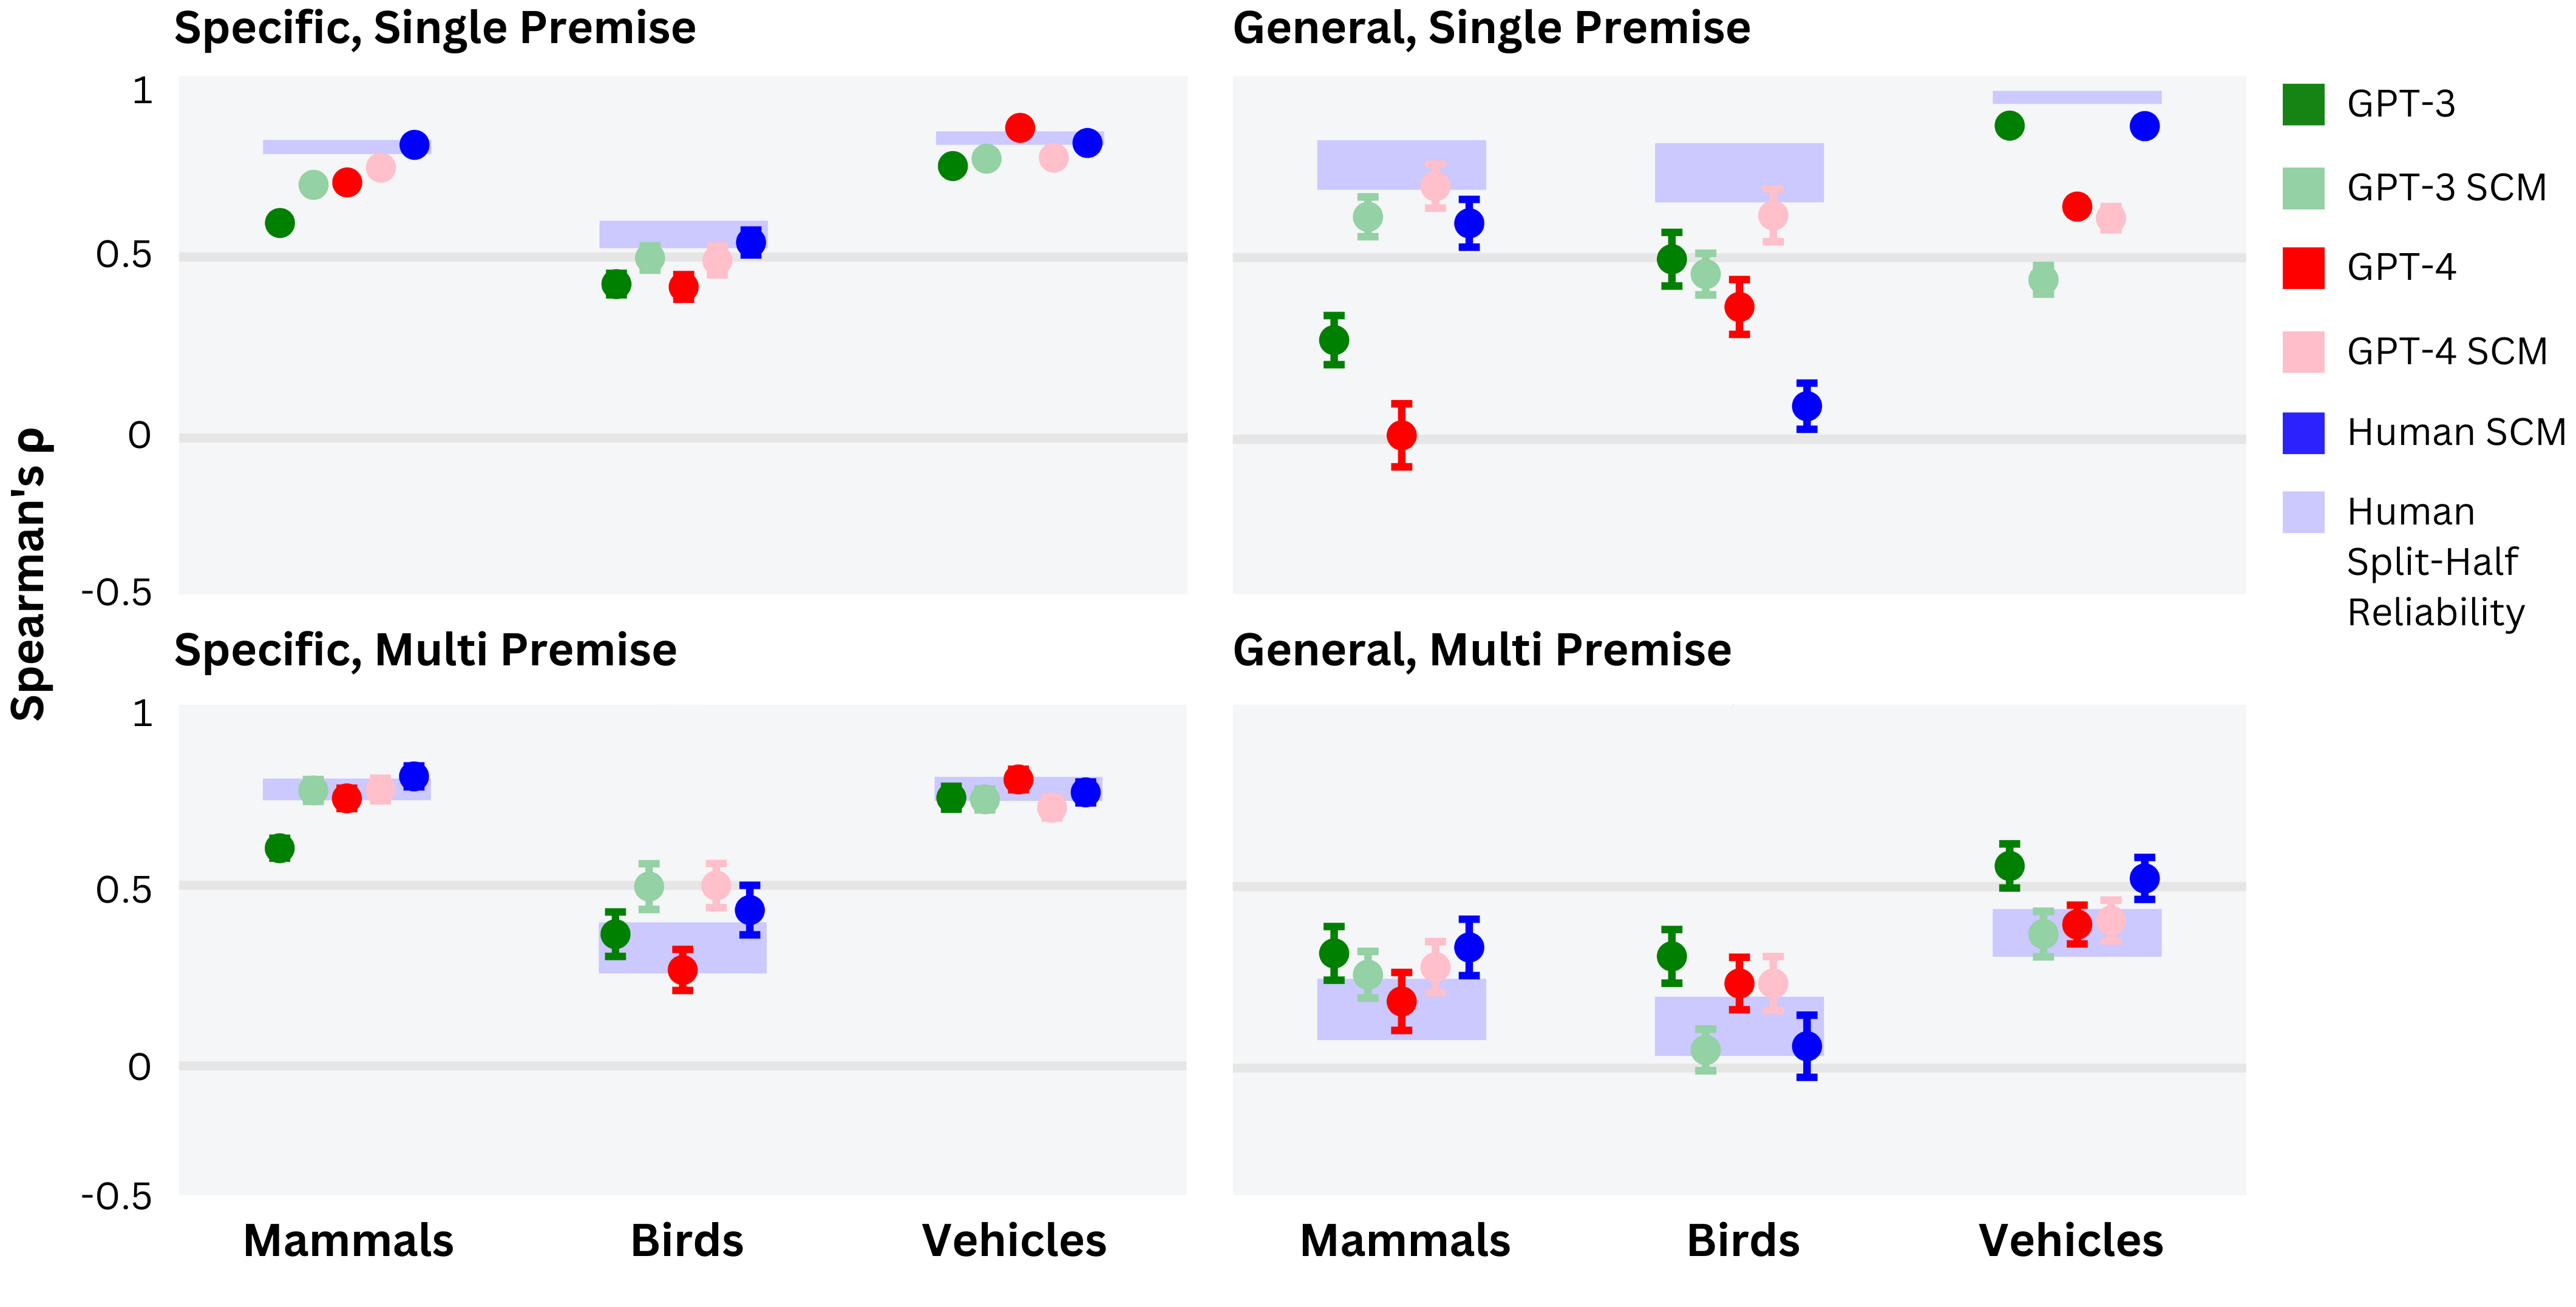 Specific, Single Premise
General, Single Premise
1
0.5
0
-0.5
GPT-3
GPT-3 SCM
GPT-4
GPT-4 SCM
Human SCM
Human
Split-Half
Reliability
Spearman's ρ
Specific, Multi Premise
General, Multi Premise
1
0.5
0
-0.5
Mammals
Birds
Vehicles
Mammals
Birds
Vehicles